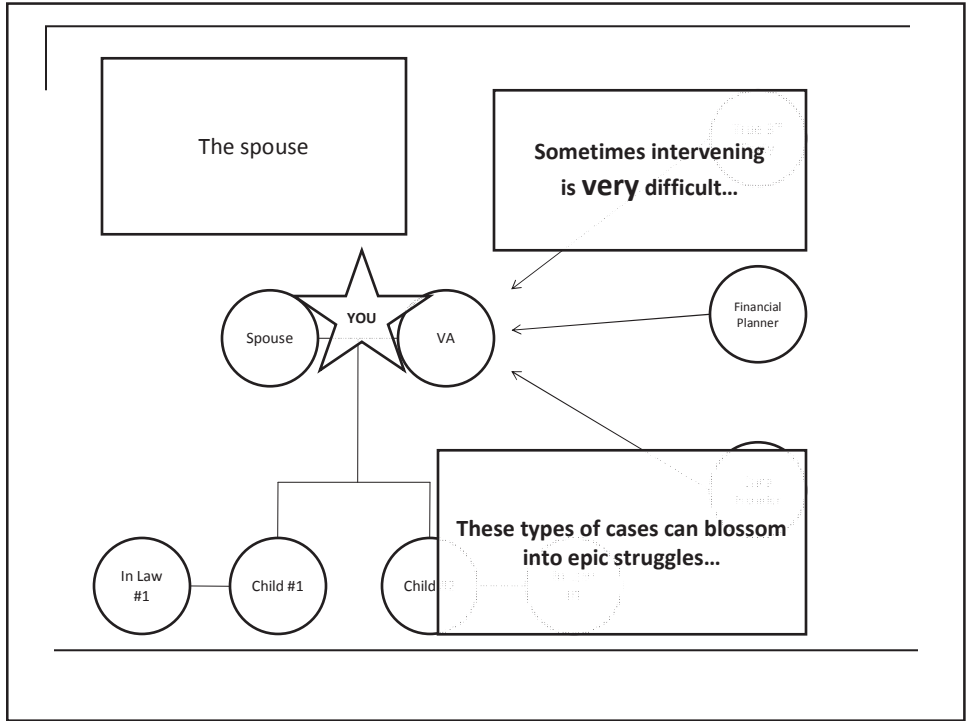 The spouse
Sometimes intervening
is very difficult...
YOU
Spouse
VA
Financial
Planner
These types of cases can blossom
into epic struggles...
In Law
#1
Child #1
Child